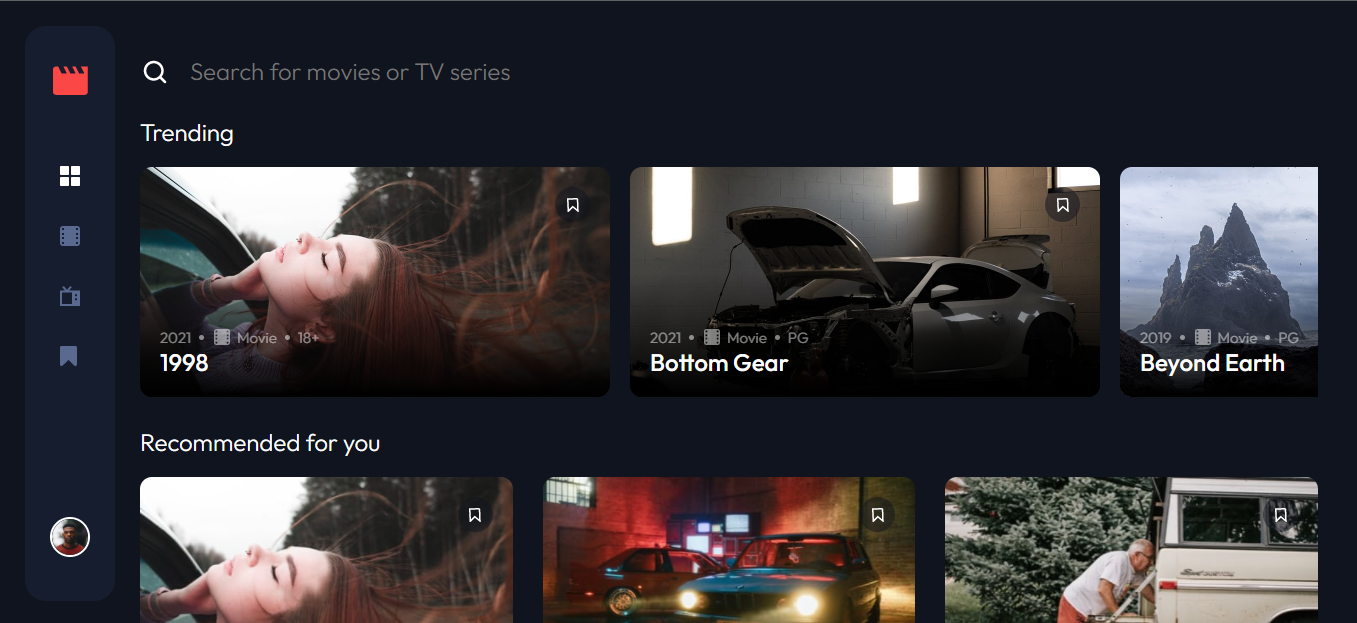 Search for movies or TV series
Trending
2021 • Movie • 18+
1998
2021 • Movie • PG
Bottom Gear
2019 • Movie • PG
Beyond Earth
Recommended for you